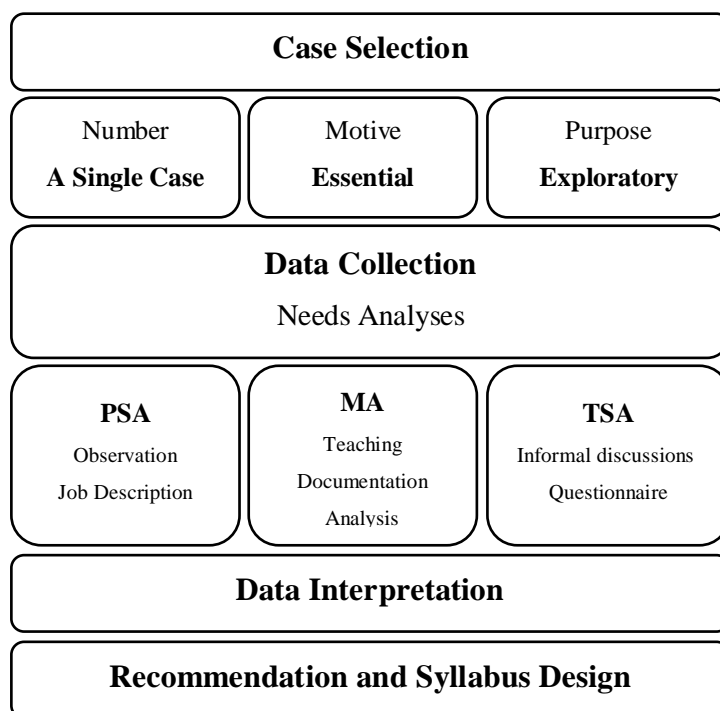 Case Selection
Number
A Single Case
Motive
Essential
Purpose
Exploratory
Data Collection
Needs Analyses
PSA
Observation
Job Description
MA
Teaching
Documentation
Analysis
TSA
Informal discussions
Questionnaire
Data Interpretation
Recommendation and Syllabus Design